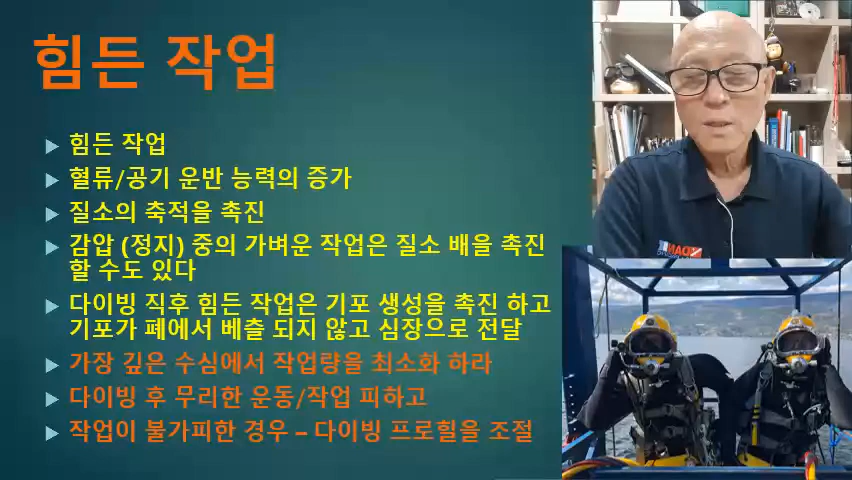 힘든 작업
힘든 작업
혈류/공기 운반 능력의 증가
질소의 축적을 촉진
감압 (정지) 중의 가벼운 작업은 질소 배을 촉진
할 수도 있다
다이빙 직후 힘든 작업은 기포 생성을 촉진 하고
기포가 폐에서 베츨 되지 않고 심장으로 전달
가장 깊은 수심에서 작업량을 최소화 하라
다이빙 후 무리한 운동/작업 피하고
작업이 불가피한 경우 – 다이빙 프로힐을 조절